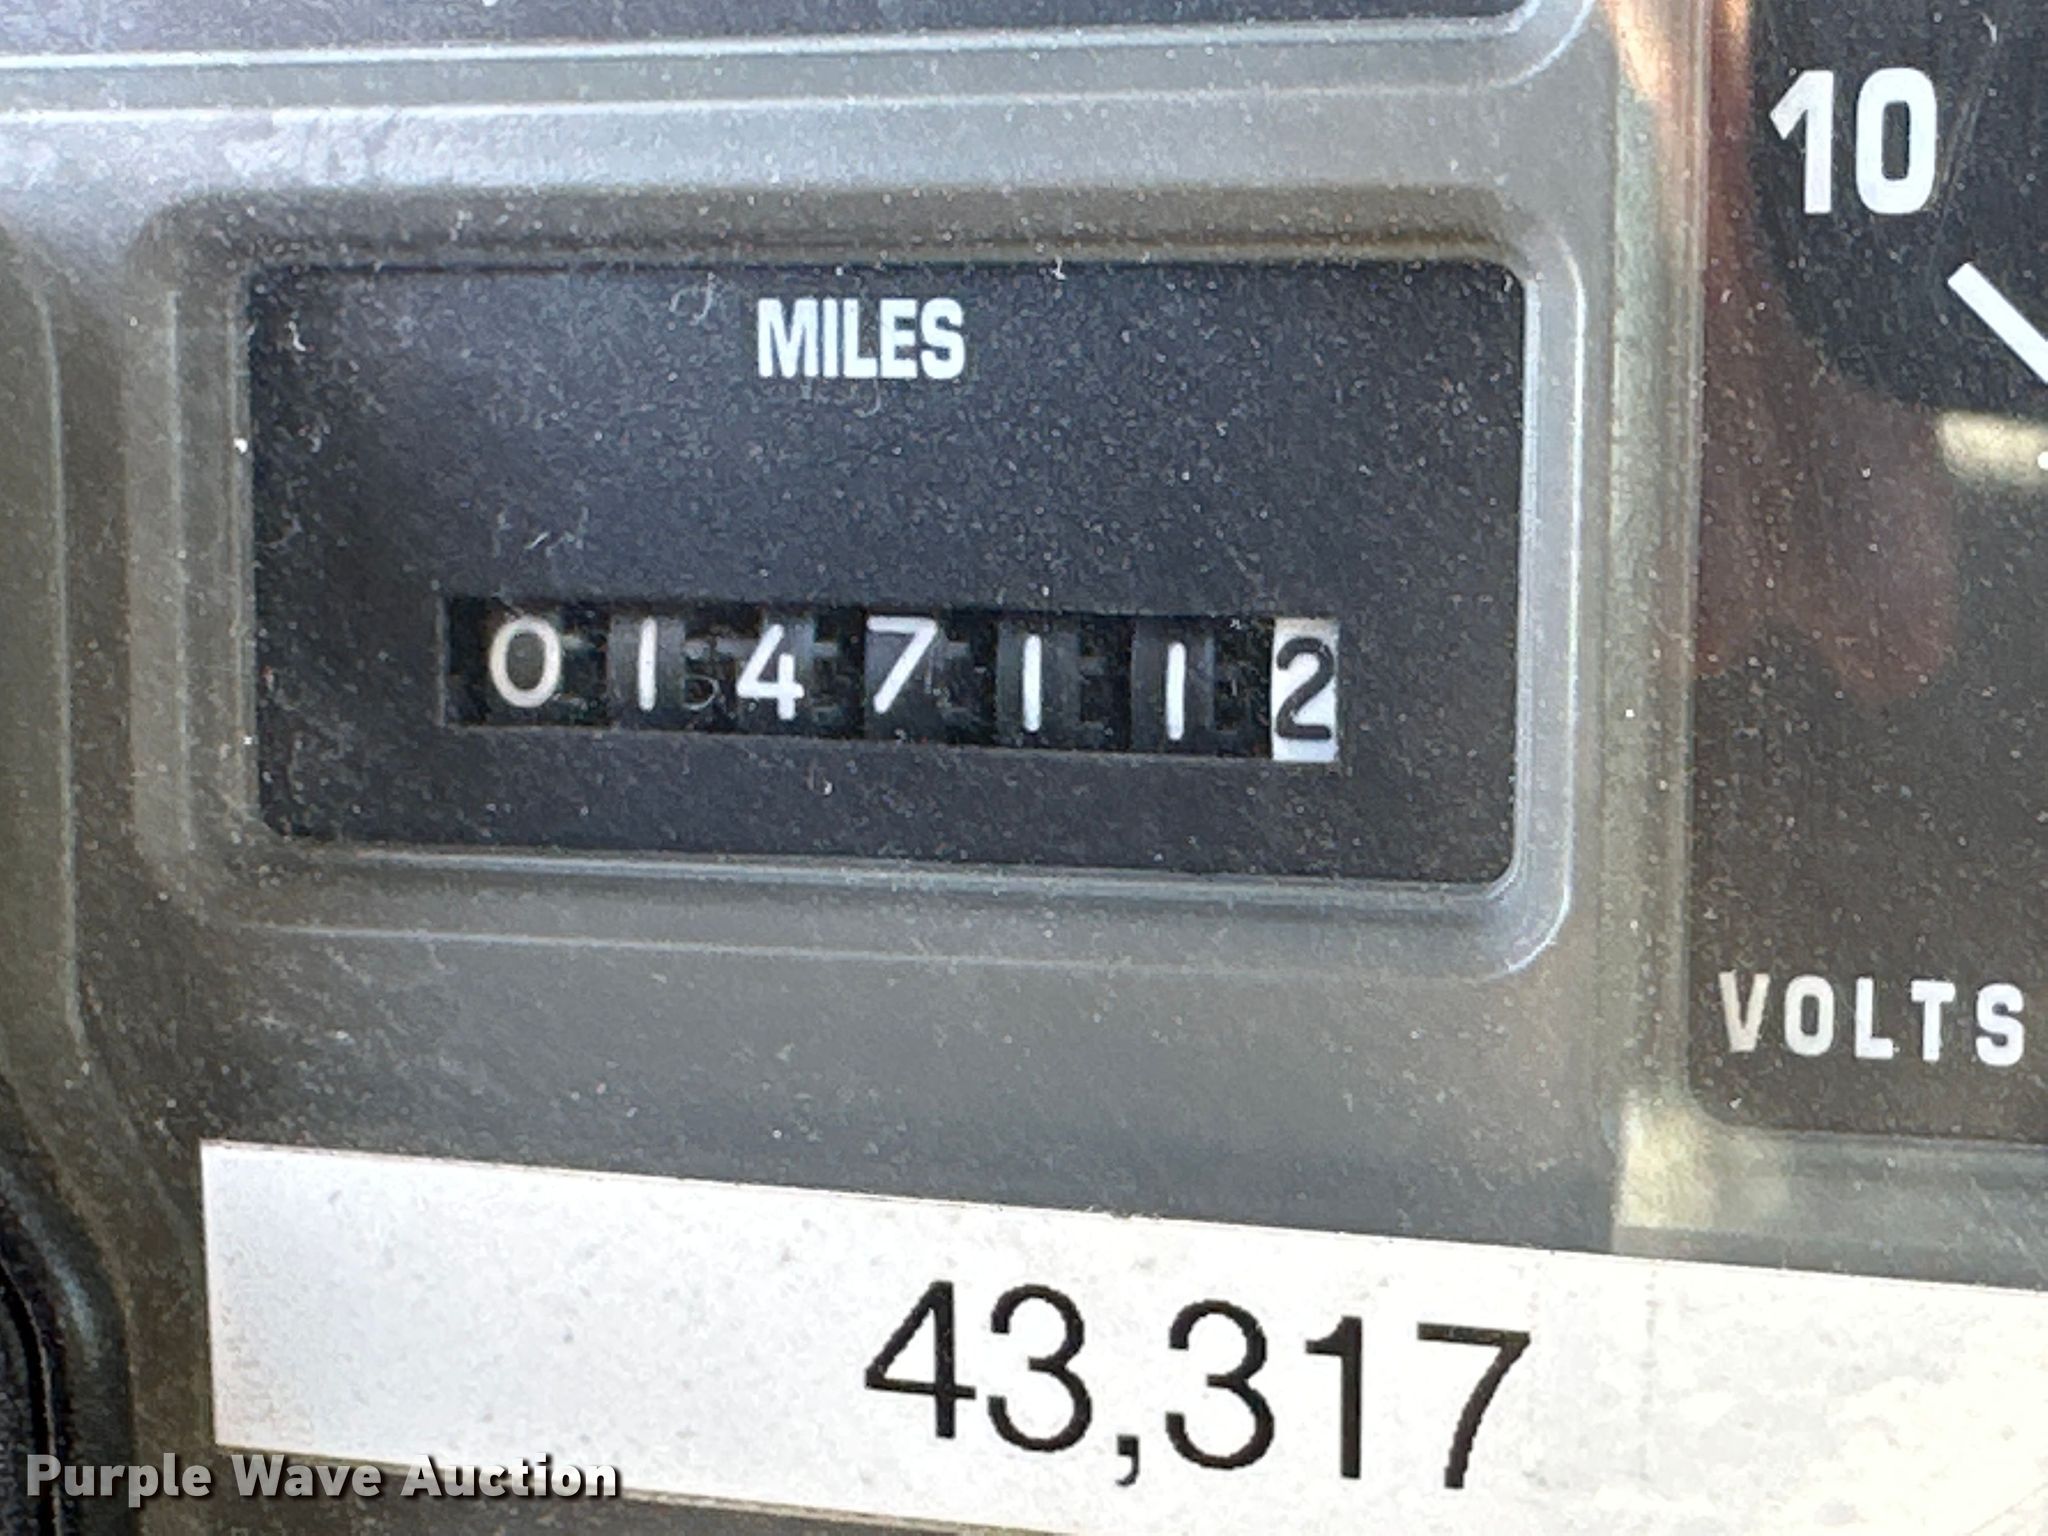 10
MILES
0147112
VOLTS
43,317
Purple Wave Auction